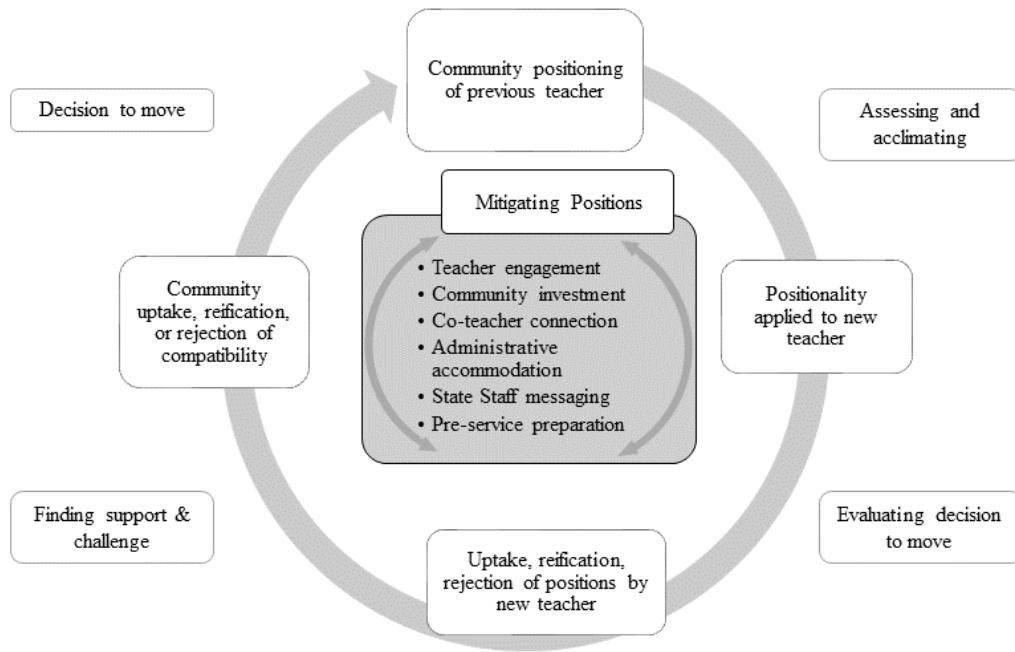 Community positioning
of previous teacher
Decision to move
Assessing and
acclimating
Mitigating Positions
• Teacher engagement
• Community investment
• Co-teacher connection
• Administrative
accommodation
• State Staff messaging
• Pre-service preparation
Community
uptake, reification,
or rejection of
compatibility
Positionality
applied to new
teacher
Finding support &
challenge
Evaluating decision
to move
Uptake, reification,
rejection of positions by
new teacher